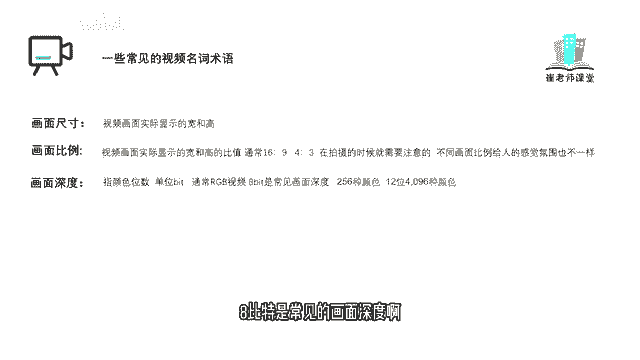 一些常见的视频名词术语
崔老师课堂
画面尺寸： 视频画面实际显示的宽和高
画面比例： 视频画面实际显示的宽和高的比值 通常16：9 4：3 在拍摄的时候就需要注意的 不同画面比例给人的感觉氛围也不一样
画面深度： 指颜色位数 单位bit 通常RGB视频 8bit是常见画面深度 256种颜色 12位4,096种颜色
8比特是常见的画面深度啊